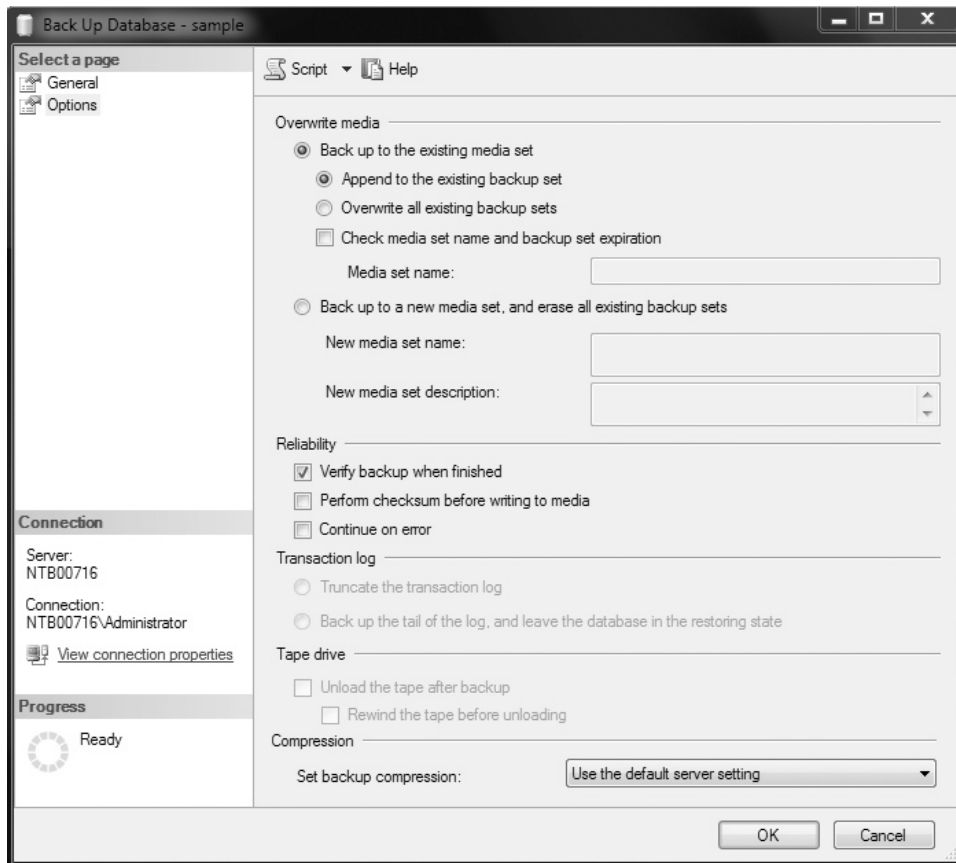 Back Up Database - sample
Select a page
General
Options
Script
Help
Overwrite media
Back up to the existing media set
Append to the existing backup set
Overwrite all existing backup sets
Check media set name and backup set expiration
Media set name:
Back up to a new media set, and erase all existing backup sets
New media set name:
New media set description:
Reliability
Verify backup when finished
Perform checksum before writing to media
Continue on error
Transaction log
Truncate the transaction log
Back up the tail of the log, and leave the database in the restoring state
Tape drive
Unload the tape after backup
Rewind the tape before unloading
Compression
Set backup compression:
Use the default server setting
Connection
Server:
NTB00716
Connection:
NTB00716\Administrator
View connection properties
Progress
Ready
OK
Cancel